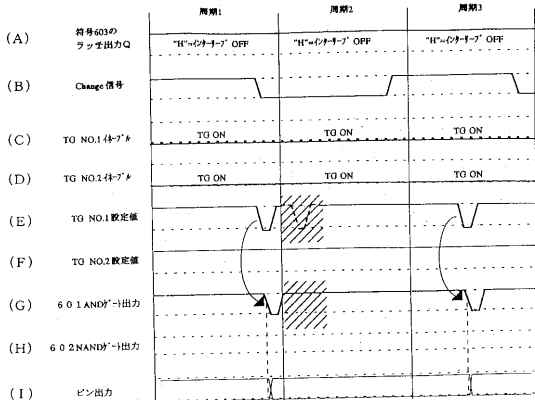 周期1 周期2 周期3
(A) 符号603の
ラッチ出力Q
"H"=インターリーブ OFF "H"=インターリーブ OFF "H"=インターリーブ OFF
(B) Change 信号
(C) TG NO.1 イネーブル TG ON TG ON TG ON
(D) TG NO.2 イネーブル TG ON TG ON TG ON
(E) TG NO.1 設定値
(F) TG NO.2 設定値
(G) 601ANDゲート出力
(H) 602NANDゲート出力
(I) ピン出力